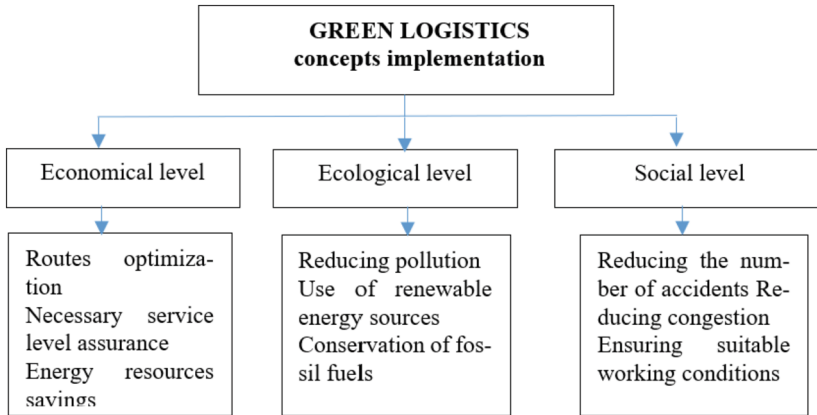 GREEN LOGISTICS
concepts implementation
Economical level
Ecological level
Social level
Routes optimiza-
tion
Necessary service
level assurance
Energy resources
savings
Reducing pollution
Use of renewable
energy sources
Conservation of fos-
sil fuels
Reducing the num-
ber of accidents Re-
ducing congestion
Ensuring suitable
working conditions